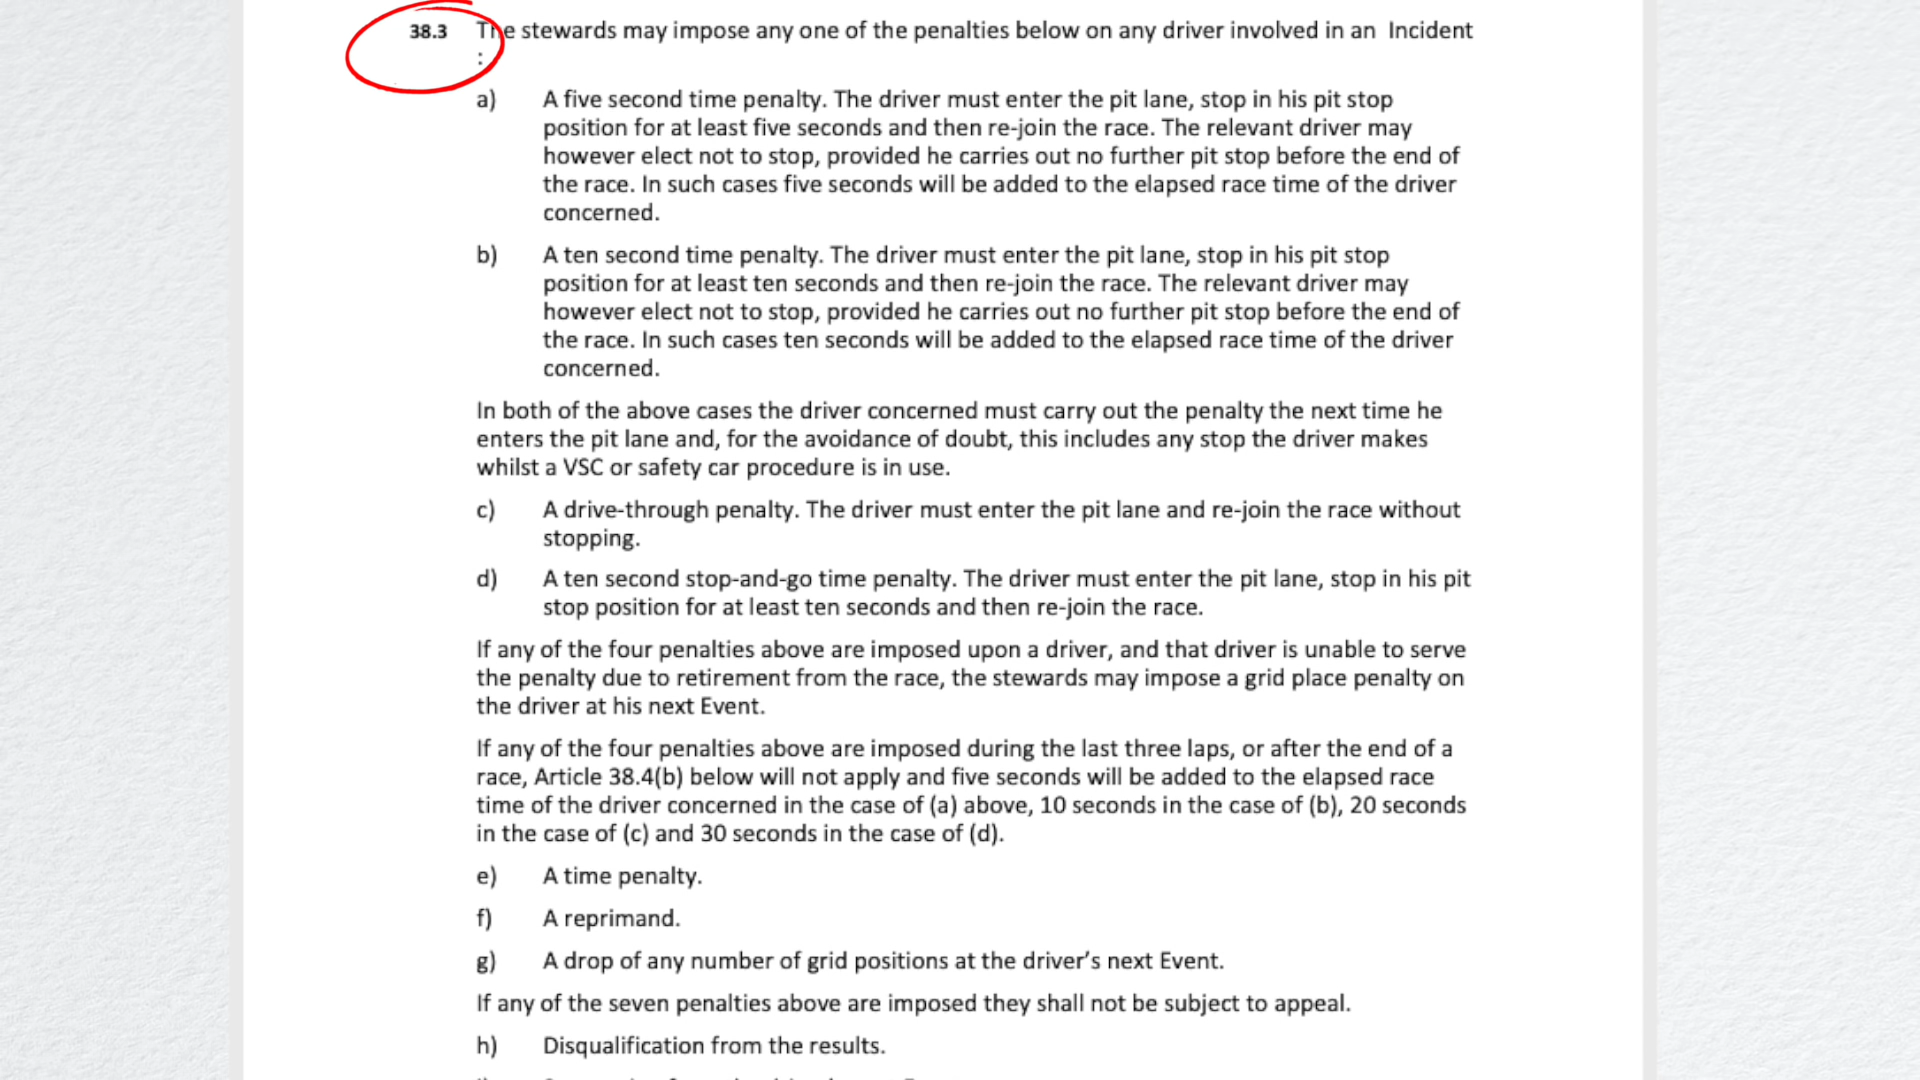 38.3 The stewards may impose any one of the penalties below on any driver involved in an Incident
:
a) A five second time penalty. The driver must enter the pit lane, stop in his pit stop
position for at least five seconds and then re-join the race. The relevant driver may
however elect not to stop, provided he carries out no further pit stop before the end of
the race. In such cases five seconds will be added to the elapsed race time of the driver
concerned.
b) A ten second time penalty. The driver must enter the pit lane, stop in his pit stop
position for at least ten seconds and then re-join the race. The relevant driver may
however elect not to stop, provided he carries out no further pit stop before the end of
the race. In such cases ten seconds will be added to the elapsed race time of the driver
concerned.
In both of the above cases the driver concerned must carry out the penalty the next time he
enters the pit lane and, for the avoidance of doubt, this includes any stop the driver makes
whilst a VSC or safety car procedure is in use.
c) A drive-through penalty. The driver must enter the pit lane and re-join the race without
stopping.
d) A ten second stop-and-go time penalty. The driver must enter the pit lane, stop in his pit
stop position for at least ten seconds and then re-join the race.
If any of the four penalties above are imposed upon a driver, and that driver is unable to serve
the penalty due to retirement from the race, the stewards may impose a grid place penalty on
the driver at his next Event.
If any of the four penalties above are imposed during the last three laps, or after the end of a
race, Article 38.4(b) below will not apply and five seconds will be added to the elapsed race
time of the driver concerned in the case of (a) above, 10 seconds in the case of (b), 20 seconds
in the case of (c) and 30 seconds in the case of (d).
e) A time penalty.
f) A reprimand.
g) A drop of any number of grid positions at the driver's next Event.
If any of the seven penalties above are imposed they shall not be subject to appeal.
h) Disqualification from the results.